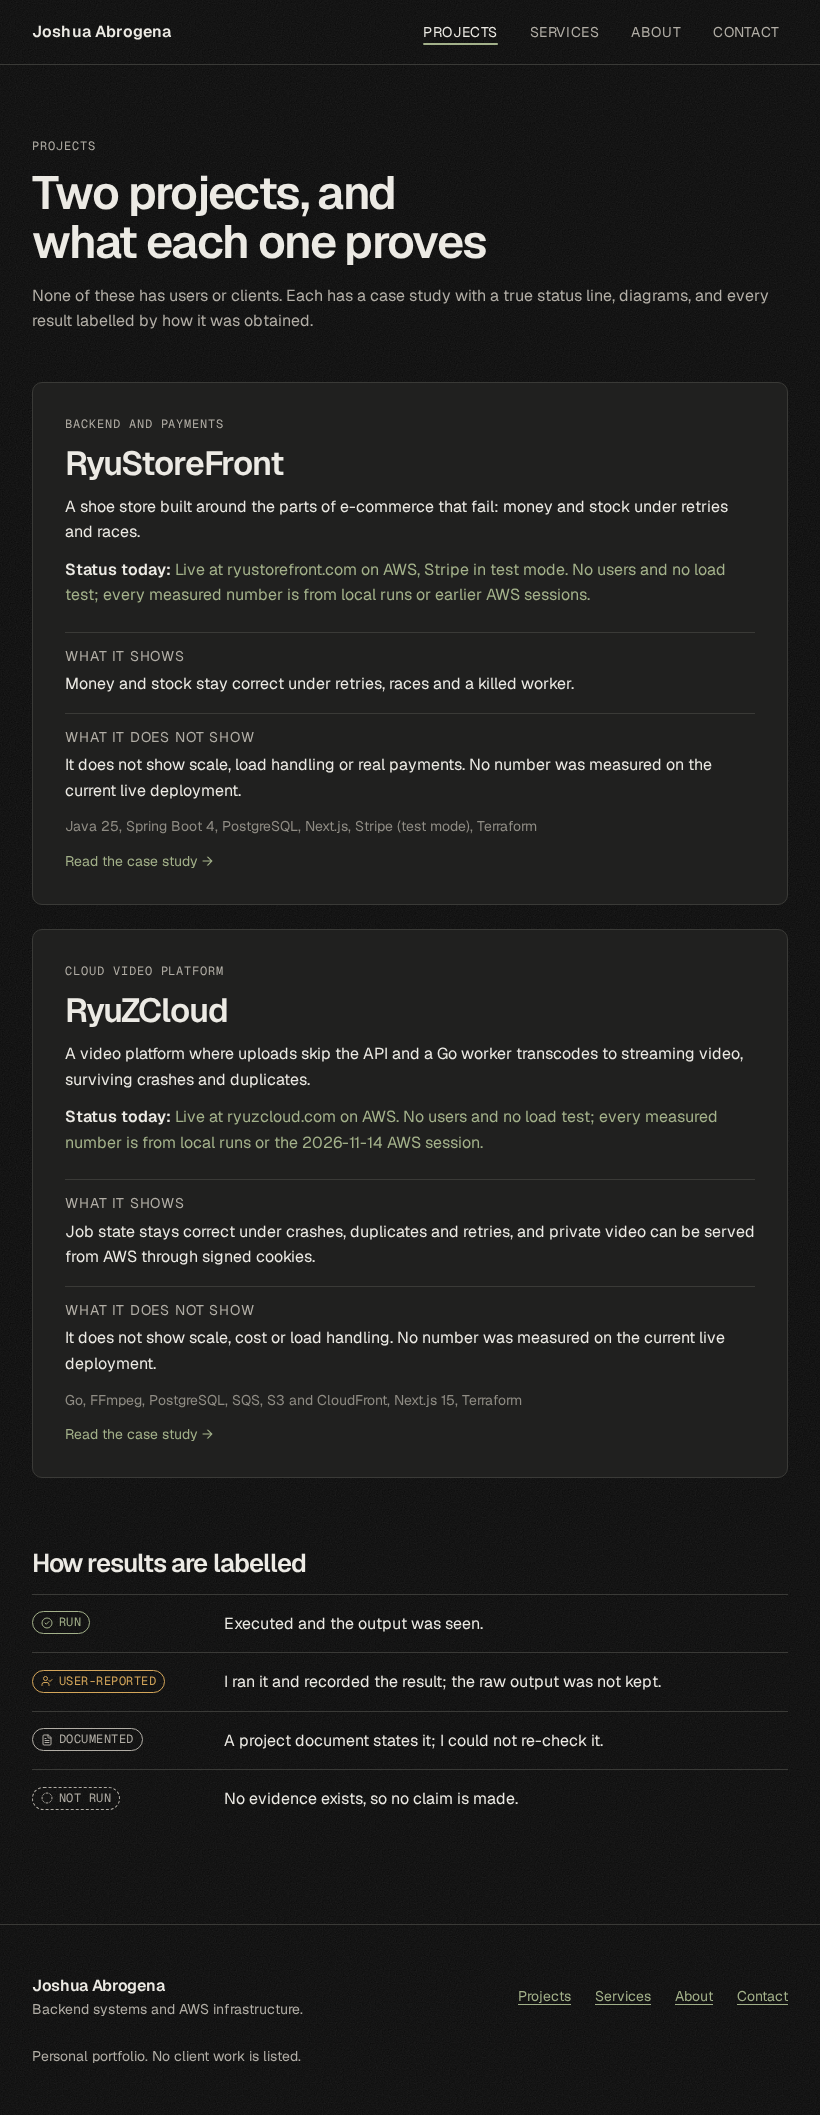 Joshua Abrogena
PROJECTS
SERVICES
ABOUT
CONTACT
PROJECTS
Two projects, and
what each one proves
None of these has users or clients. Each has a case study with a true status line, diagrams, and every
result labelled by how it was obtained.
BACKEND AND PAYMENTS
RyuStoreFront
A shoe store built around the parts of e-commerce that fail: money and stock under retries
and races.
Status today: Live at ryustorefront.com on AWS, Stripe in test mode. No users and no load
test; every measured number is from local runs or earlier AWS sessions.
WHAT IT SHOWS
Money and stock stay correct under retries, races and a killed worker.
WHAT IT DOES NOT SHOW
It does not show scale, load handling or real payments. No number was measured on the
current live deployment.
Java 25, Spring Boot 4, PostgreSQL, Next.js, Stripe (test mode), Terraform
Read the case study →
CLOUD VIDEO PLATFORM
RyuZCloud
A video platform where uploads skip the API and a Go worker transcodes to streaming video,
surviving crashes and duplicates.
Status today: Live at ryuzcloud.com on AWS. No users and no load test; every measured
number is from local runs or the 2026-11-14 AWS session.
WHAT IT SHOWS
Job state stays correct under crashes, duplicates and retries, and private video can be served
from AWS through signed cookies.
WHAT IT DOES NOT SHOW
It does not show scale, cost or load handling. No number was measured on the current live
deployment.
Go, FFmpeg, PostgreSQL, SQS, S3 and CloudFront, Next.js 15, Terraform
Read the case study →
How results are labelled
RUN
Executed and the output was seen.
USER-REPORTED
I ran it and recorded the result; the raw output was not kept.
DOCUMENTED
A project document states it; I could not re-check it.
NOT RUN
No evidence exists, so no claim is made.
Joshua Abrogena
Backend systems and AWS infrastructure.
Projects
Services
About
Contact
Personal portfolio. No client work is listed.